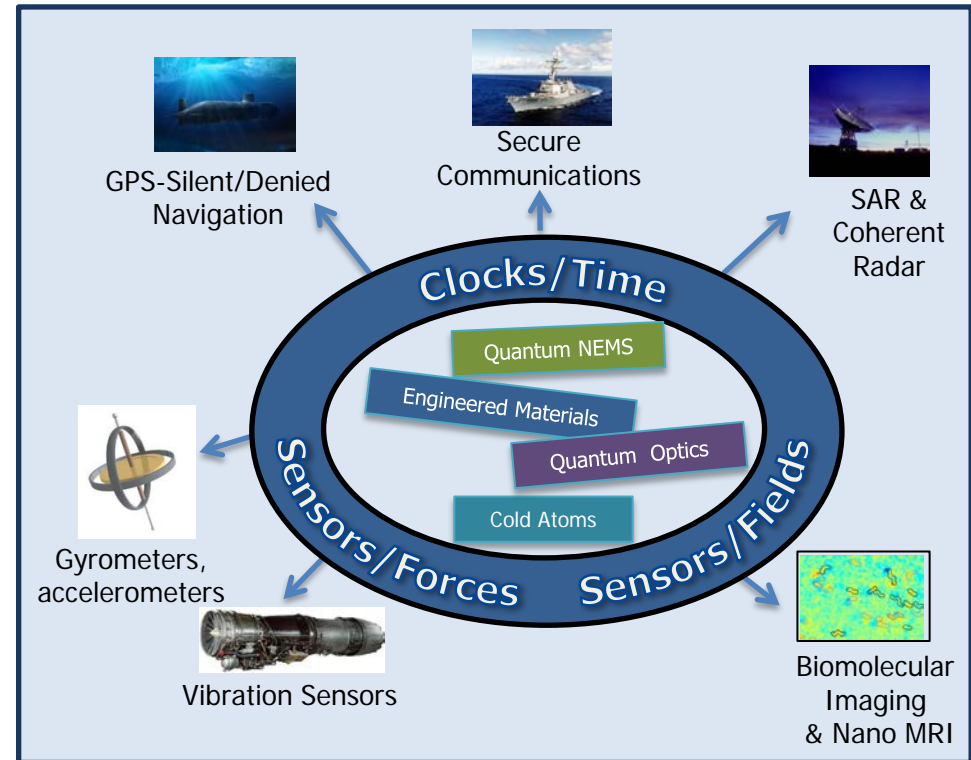 Secure
Communications
GPS-Silent/Denied
Navigation
SAR &
Coherent
Radar
Clocks/Time
Quantum NEMS
Engineered Materials
Quantum Optics
Cold Atoms
Sensors/Forces
Sensors/Fields
Gyrometers,
accelerometers
Vibration Sensors
Biomolecular
Imaging
& Nano MRI